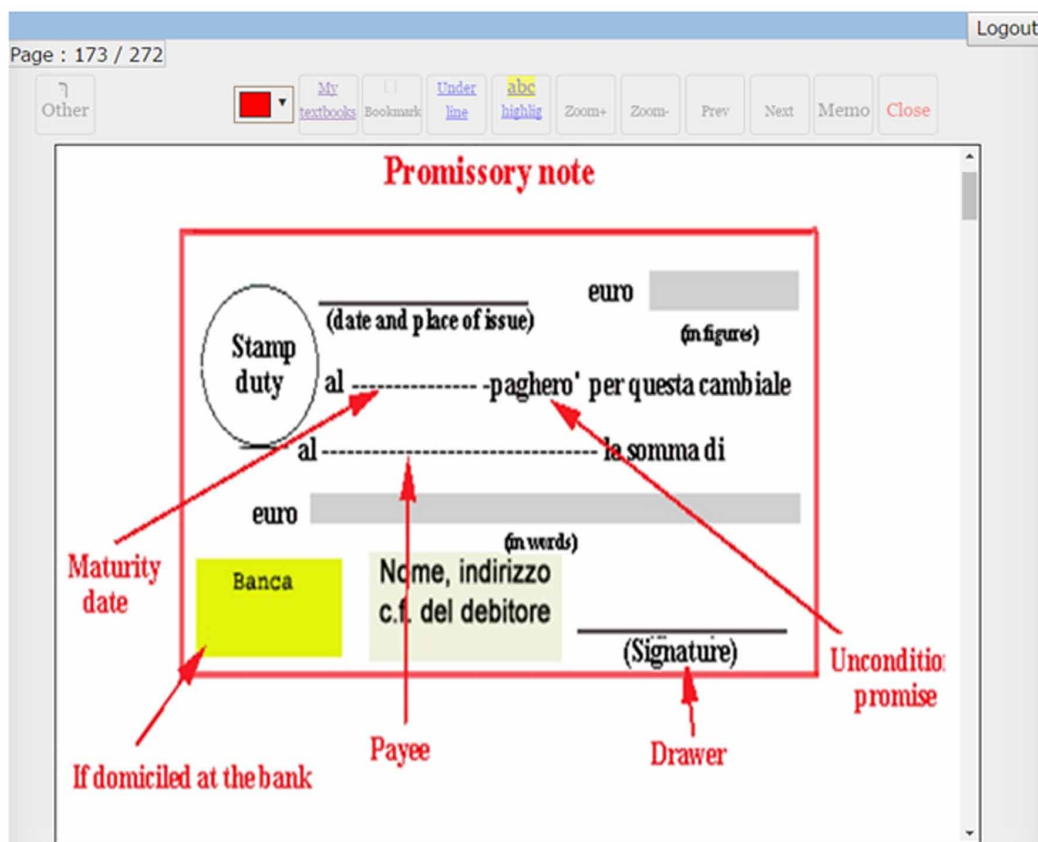 Logout
Page : 173 / 272
Other
My textbooks
Bookmark
Under line
abc highlig
Zoom+
Zoom-
Prev
Next
Memo
Close
Promissory note
euro
(date and place of issue)
(in figures)
Stamp duty
al ---------------- -paghero' per questa cambiale
al ---------------------------------- la somma di
euro
(in words)
Maturity date
Banca
Nome, indirizzo
c.f. del debitore
(Signature)
Unconditio
promise
Payee
Drawer
If domiciled at the bank